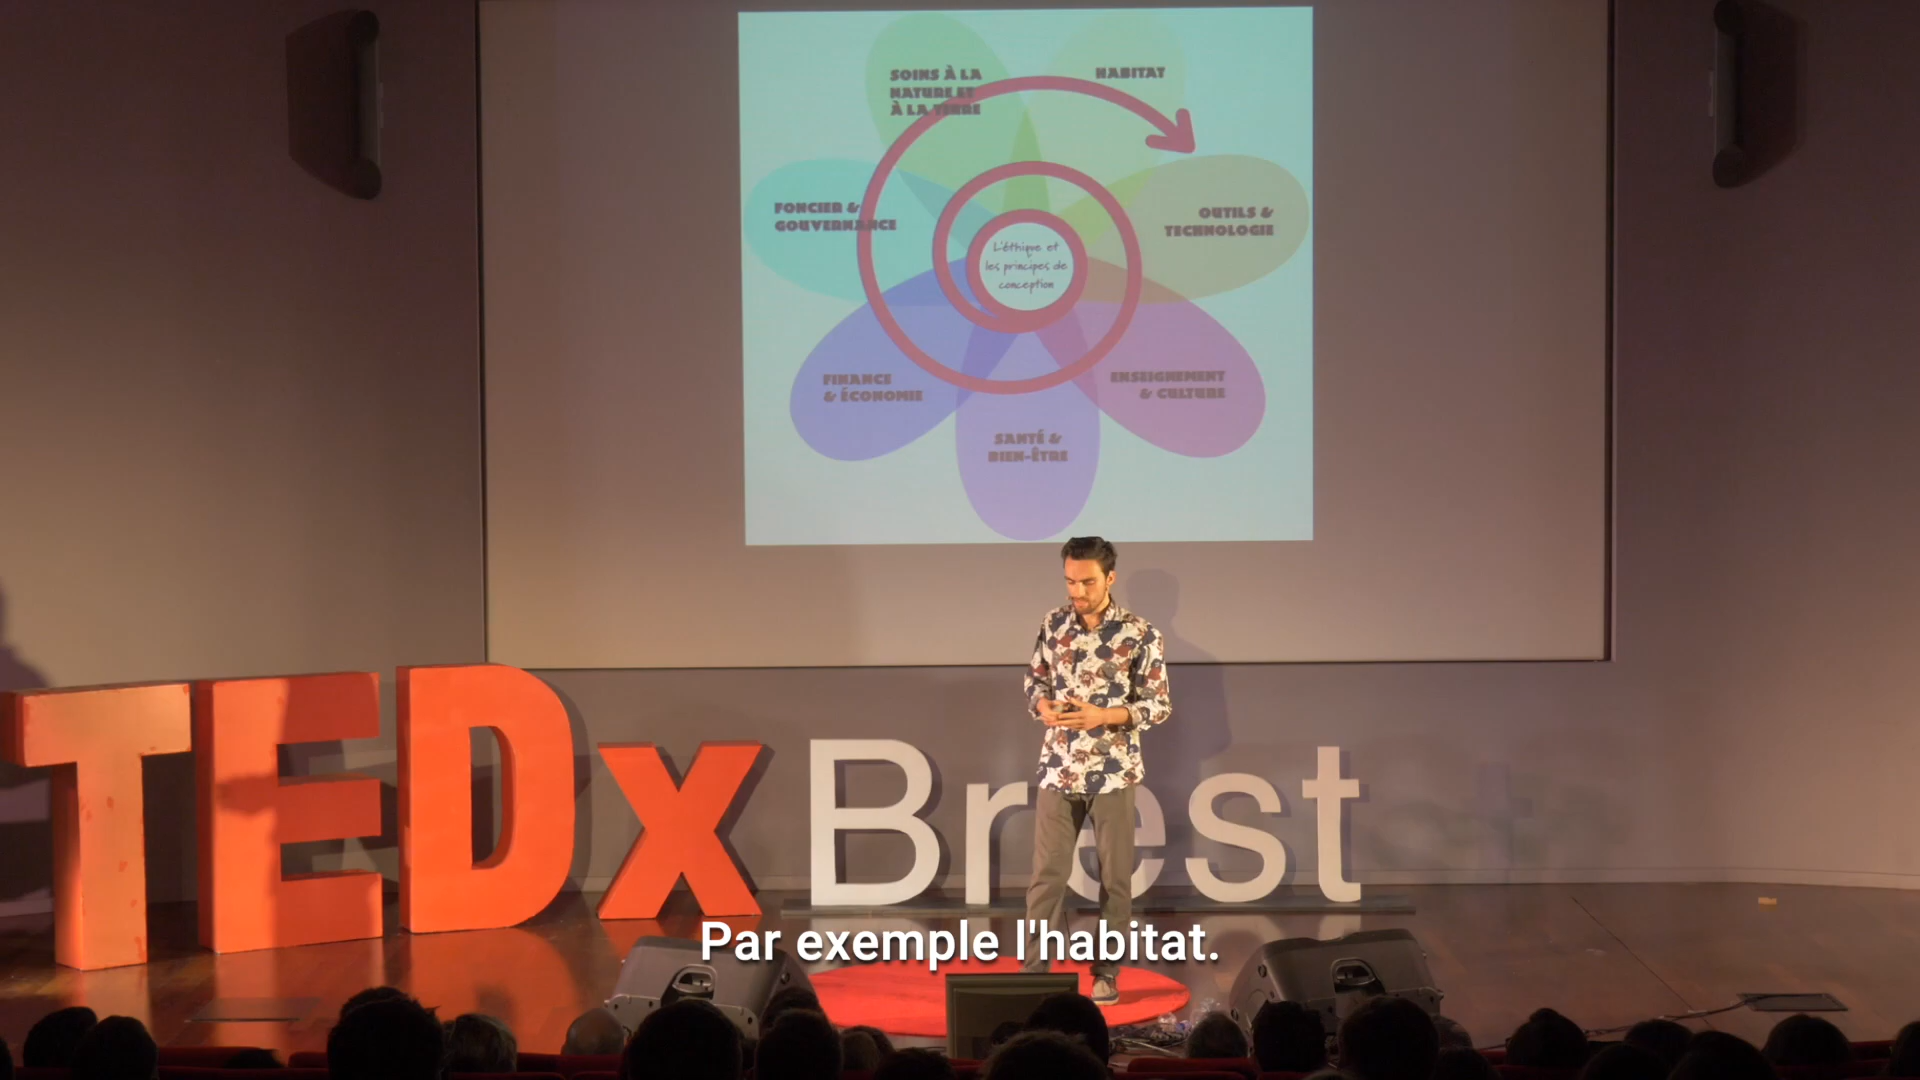 SOINS À LA
NATURE ET
À LA TERRE
HABITAT
FONCIER &
GOUVERNANCE
OUTILS &
TECHNOLOGIE
L'éthique et
les principes de
conception
FINANCE
& ÉCONOMIE
ENSEIGNEMENT
& CULTURE
SANTÉ &
BIEN-ÊTRE
TEDx Brest
Par exemple l'habitat.